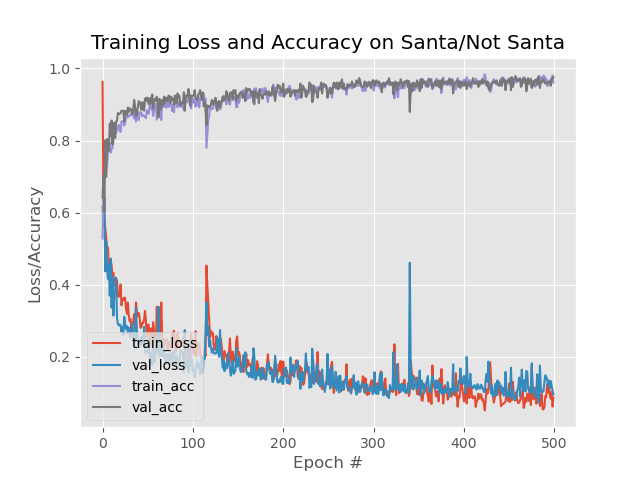 Training Loss and Accuracy on Santa/Not Santa
Loss/Accuracy
1.0
0.8
0.6
0.4
0.2
train_loss
val_loss
train_acc
val_acc
0 100 200 300 400 500
Epoch #